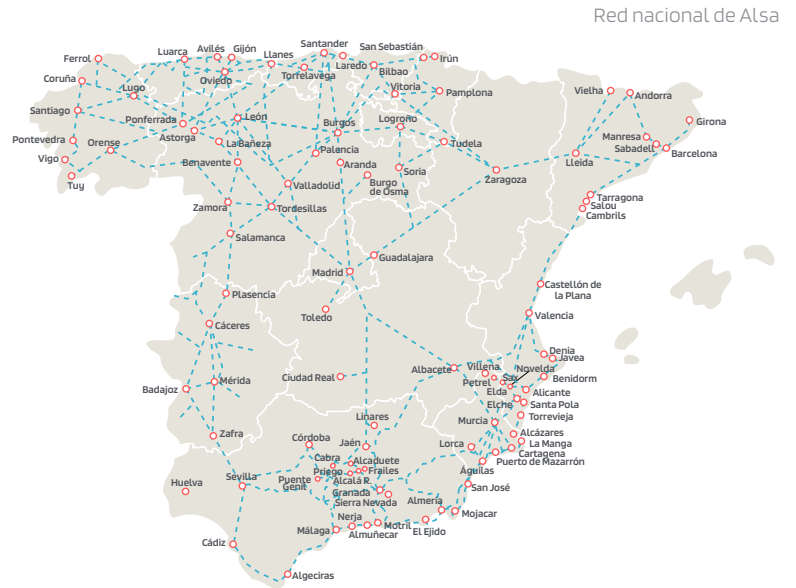 Red nacional de Alsa
Ferrol
Luarca
Avilés
Gijón
Llanes
Santander
San Sebastián
Irún
Laredo
Bilbao
Torrelavega
Oviedo
Coruña
Lugo
Vitoria
Pamplona
Vielha
Andorra
Santiago
Ponferrada
León
Burgos
Logroño
Girona
Pontevedra
Orense
Astorga
La Bañeza
Palencia
Tudela
Manresa
Sabadell
Barcelona
Vigo
Tuy
Benavente
Aranda
Soria
Burgo
de Osma
Zaragoza
Lleida
Valladolid
Zamora
Tordesillas
Tarragona
Salou
Cambrils
Salamanca
Guadalajara
Madrid
Plasencia
Castellón de
la Plana
Toledo
Valencia
Cáceres
Denia
Javea
Mérida
Ciudad Real
Albacete
Villena
Novelda
Sax
Petrel
Elda
Benidorm
Badajoz
Alicante
Elche
Santa Pola
Torrevieja
Linares
Murcia
Zafra
Córdoba
Jaén
Lorca
Alcázares
La Manga
Cartagena
Puerto de Mazarrón
Cabra
Alcaudete
Priego
Frailes
Águilas
Huelva
Sevilla
Puente
Genil
Alcalá R.
Granada
Sierra Nevada
Almería
San José
Nerja
Mojacar
Málaga
Motril
Almuñecar
El Ejido
Cádiz
Algeciras